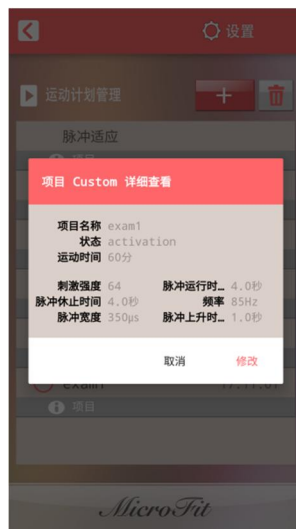 设置
运动计划管理
+
脉冲适应
项目 Custom 详细查看
项目名称 exam1
状态 activation
运动时间 60分
刺激强度 64 脉冲运行时… 4.0秒
脉冲休止时间 4.0秒 频率 85Hz
脉冲宽度 350μs 脉冲上升时… 1.0秒
取消 修改
exam1
项目
MicroFit